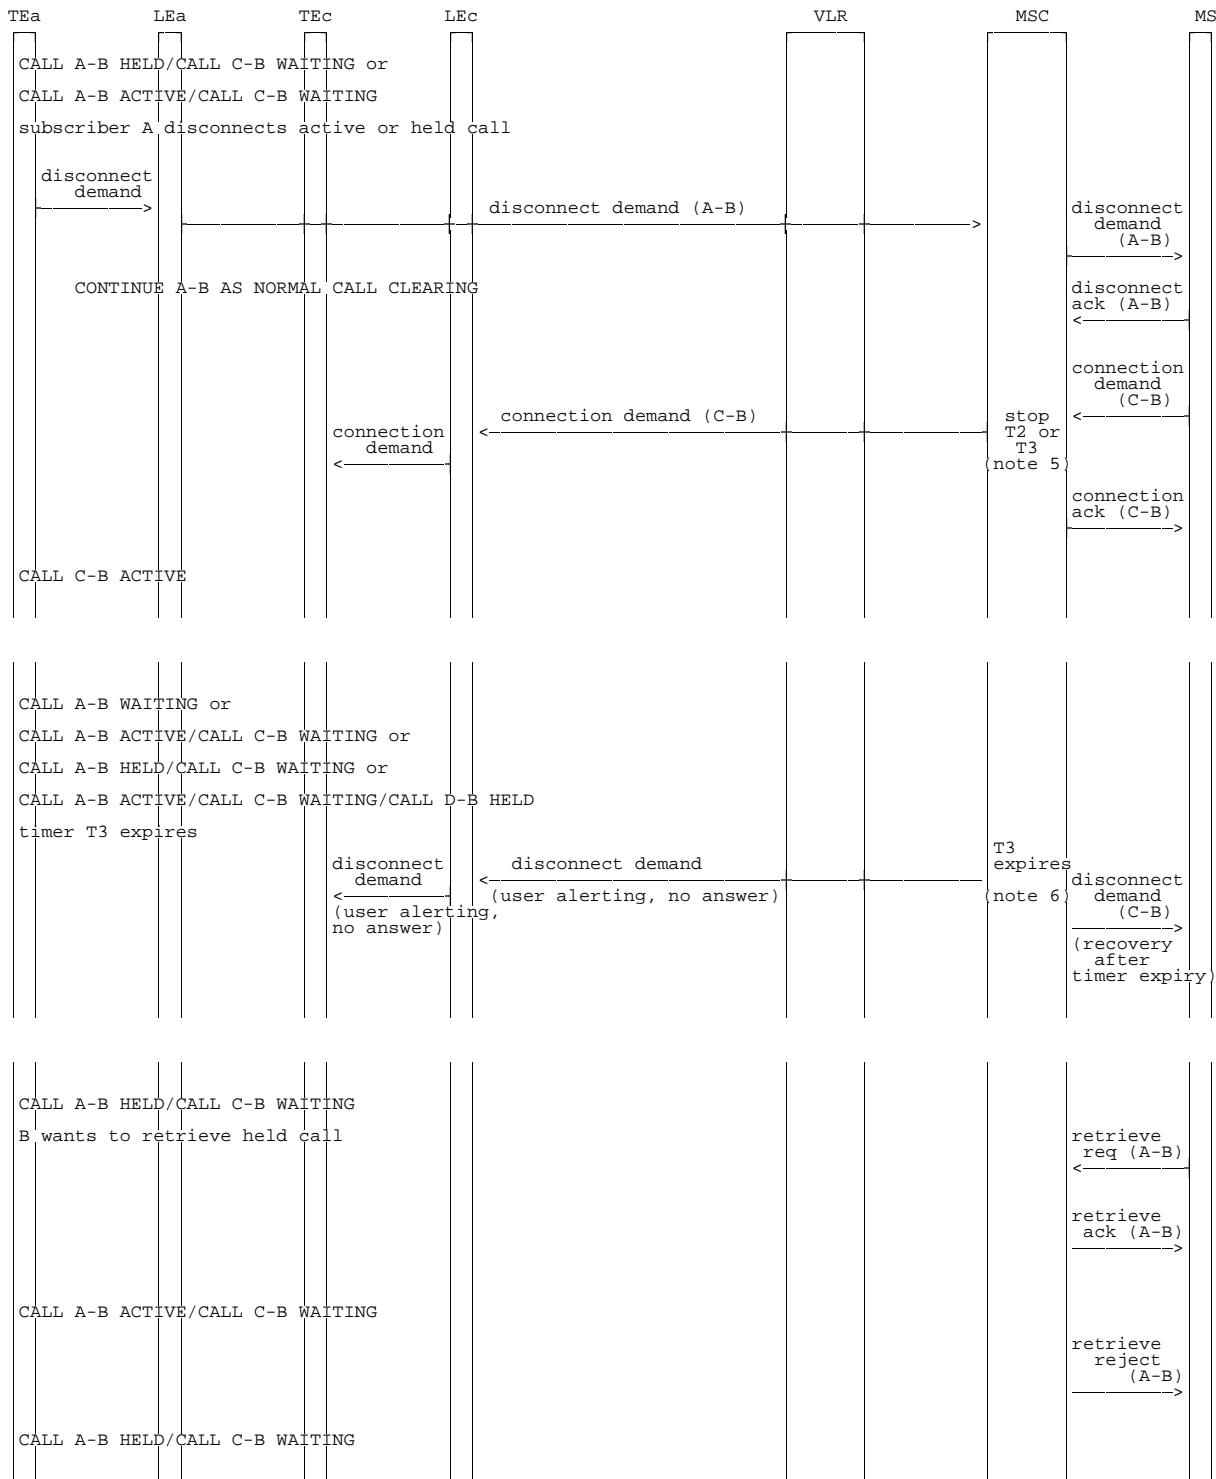 TEa LEa TEc LEc VLR MSC MS
CALL A-B HELD/CALL C-B WAITING or
CALL A-B ACTIVE/CALL C-B WAITING
subscriber A disconnects active or held call
disconnect
demand
disconnect demand (A-B)
disconnect
demand
(A-B)
CONTINUE A-B AS NORMAL CALL CLEARING
disconnect
ack (A-B)
connection
demand
(C-B)
connection demand (C-B)
stop
T2 or
T3
(note 5)
connection
demand
connection
ack (C-B)
CALL C-B ACTIVE
CALL A-B WAITING or
CALL A-B ACTIVE/CALL C-B WAITING or
CALL A-B HELD/CALL C-B WAITING or
CALL A-B ACTIVE/CALL C-B WAITING/CALL D-B HELD
timer T3 expires
T3
expires
(note 6)
disconnect demand
(user alerting, no answer)
disconnect
demand
(user alerting,
no answer)
disconnect
demand
(C-B)
(recovery
after
timer expiry)
CALL A-B HELD/CALL C-B WAITING
B wants to retrieve held call
retrieve
req (A-B)
retrieve
ack (A-B)
CALL A-B ACTIVE/CALL C-B WAITING
retrieve
reject
(A-B)
CALL A-B HELD/CALL C-B WAITING